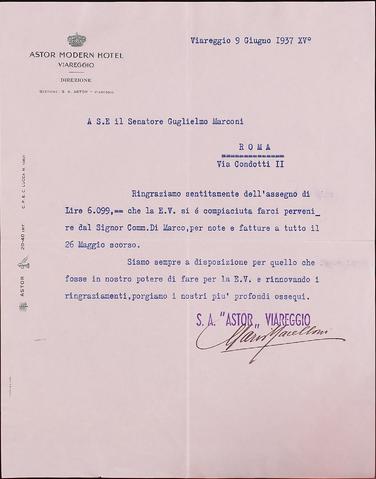 ASTOR MODERN HOTEL
VIAREGGIO
DIREZIONE
Viareggio 9 Giugno 1937 XVº
A S.E il Senatore Guglielmo Marconi
ROMA
Via Condotti II
Ringraziamo sentitamente dell'assegno di
Lire 6.099,== che la E.V. si é compiaciuta farci perveni_
re dal Signor Comm.Di Marco,per note e fatture a tutto il
26 Maggio scorso.
Siamo sempre a disposizione per quello che
fosse in nostro potere di fare per la E.V. e rinnovando i
ringraziamenti,porgiamo i nostri piu' profondi ossequi.
S. A. "ASTOR" VIAREGGIO
ASTOR